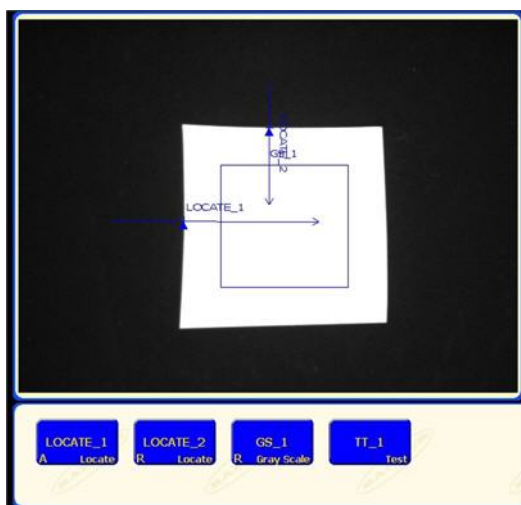 LOCATE_2
GS_1
LOCATE_1
LOCATE_1
A Locate
LOCATE_2
R Locate
GS_1
R Gray Scale
TT_1
Test